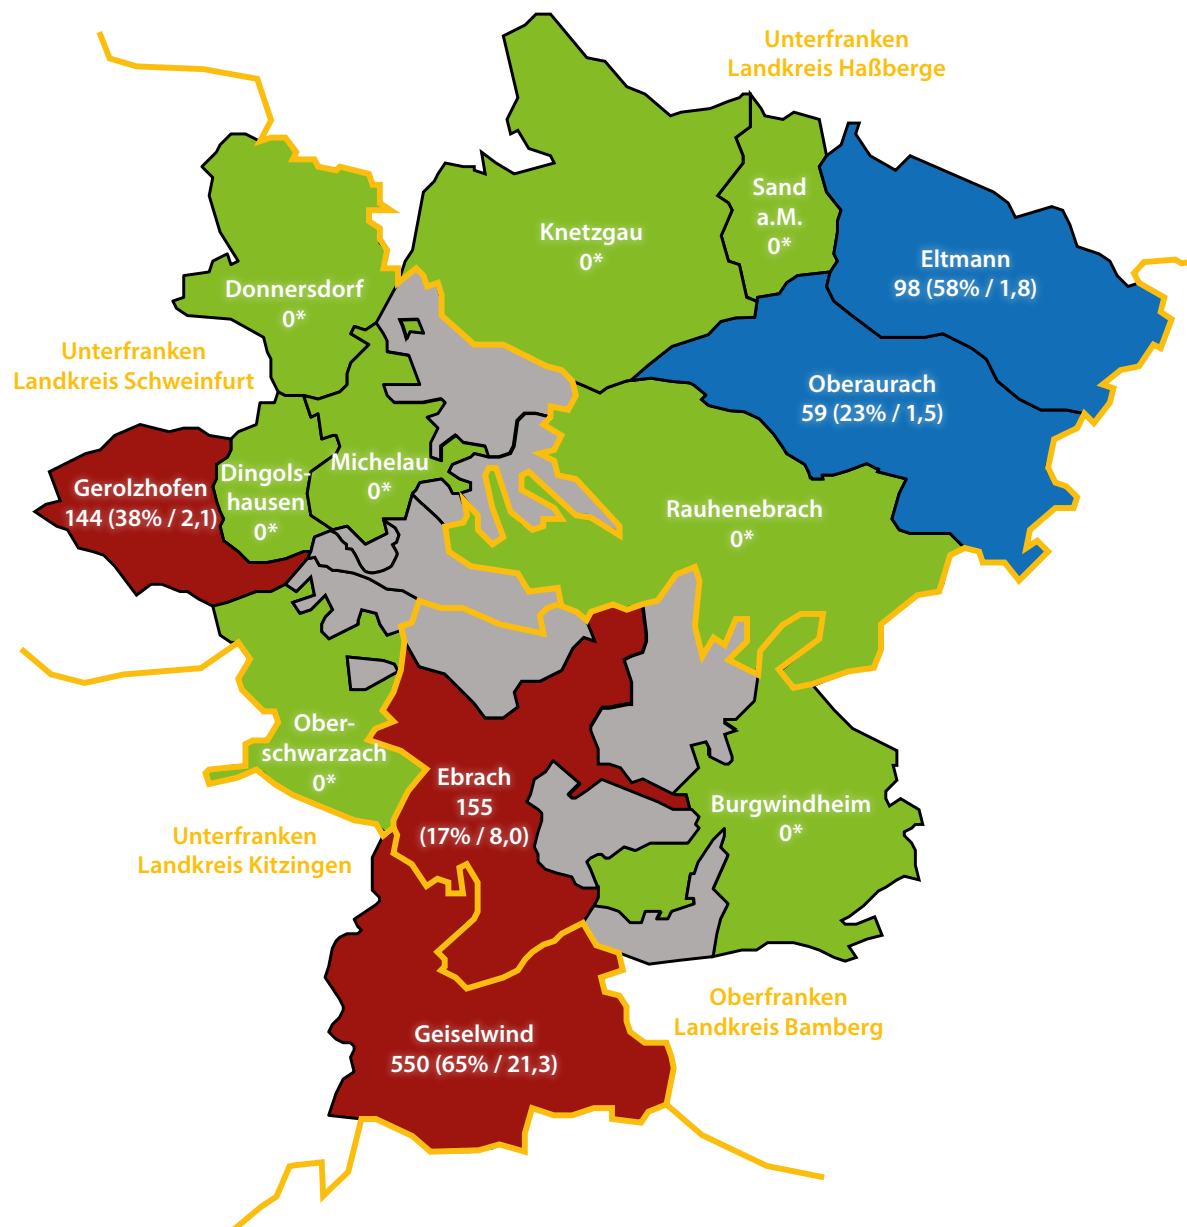 Unterfranken
Landkreis Haßberge
Sand
a.M.
0*
Knetzgau
0*
Eltmann
98 (58% / 1,8)
Donnersdorf
0*
Unterfranken
Landkreis Schweinfurt
Oberaurach
59 (23% / 1,5)
Gerolzhofen
144 (38% / 2,1)
Dingols-
hausen
0*
Michelau
0*
Rauhenebrach
0*
Ober-
schwarzach
0*
Ebrach
155
(17% / 8,0)
Burgwindheim
0*
Unterfranken
Landkreis Kitzingen
Oberfranken
Landkreis Bamberg
Geiselwind
550 (65% / 21,3)